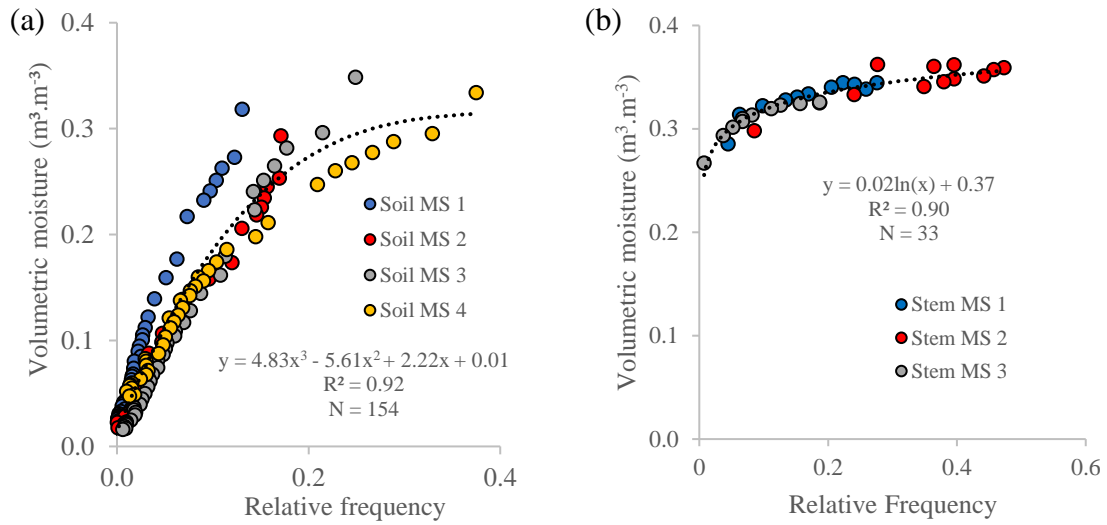 (a)
Volumetric moisture (m³.m⁻³)
0.4
0.3
0.2
0.1
0.0
Soil MS 1
Soil MS 2
Soil MS 3
Soil MS 4
y = 4.83x³ - 5.61x² + 2.22x + 0.01
R² = 0.92
N = 154
0.0 0.2 0.4
Relative frequency
(b)
Volumetric moisture (m³.m⁻³)
0.4
0.3
0.2
0.1
0.0
y = 0.02ln(x) + 0.37
R² = 0.90
N = 33
Stem MS 1
Stem MS 2
Stem MS 3
0 0.2 0.4 0.6
Relative Frequency